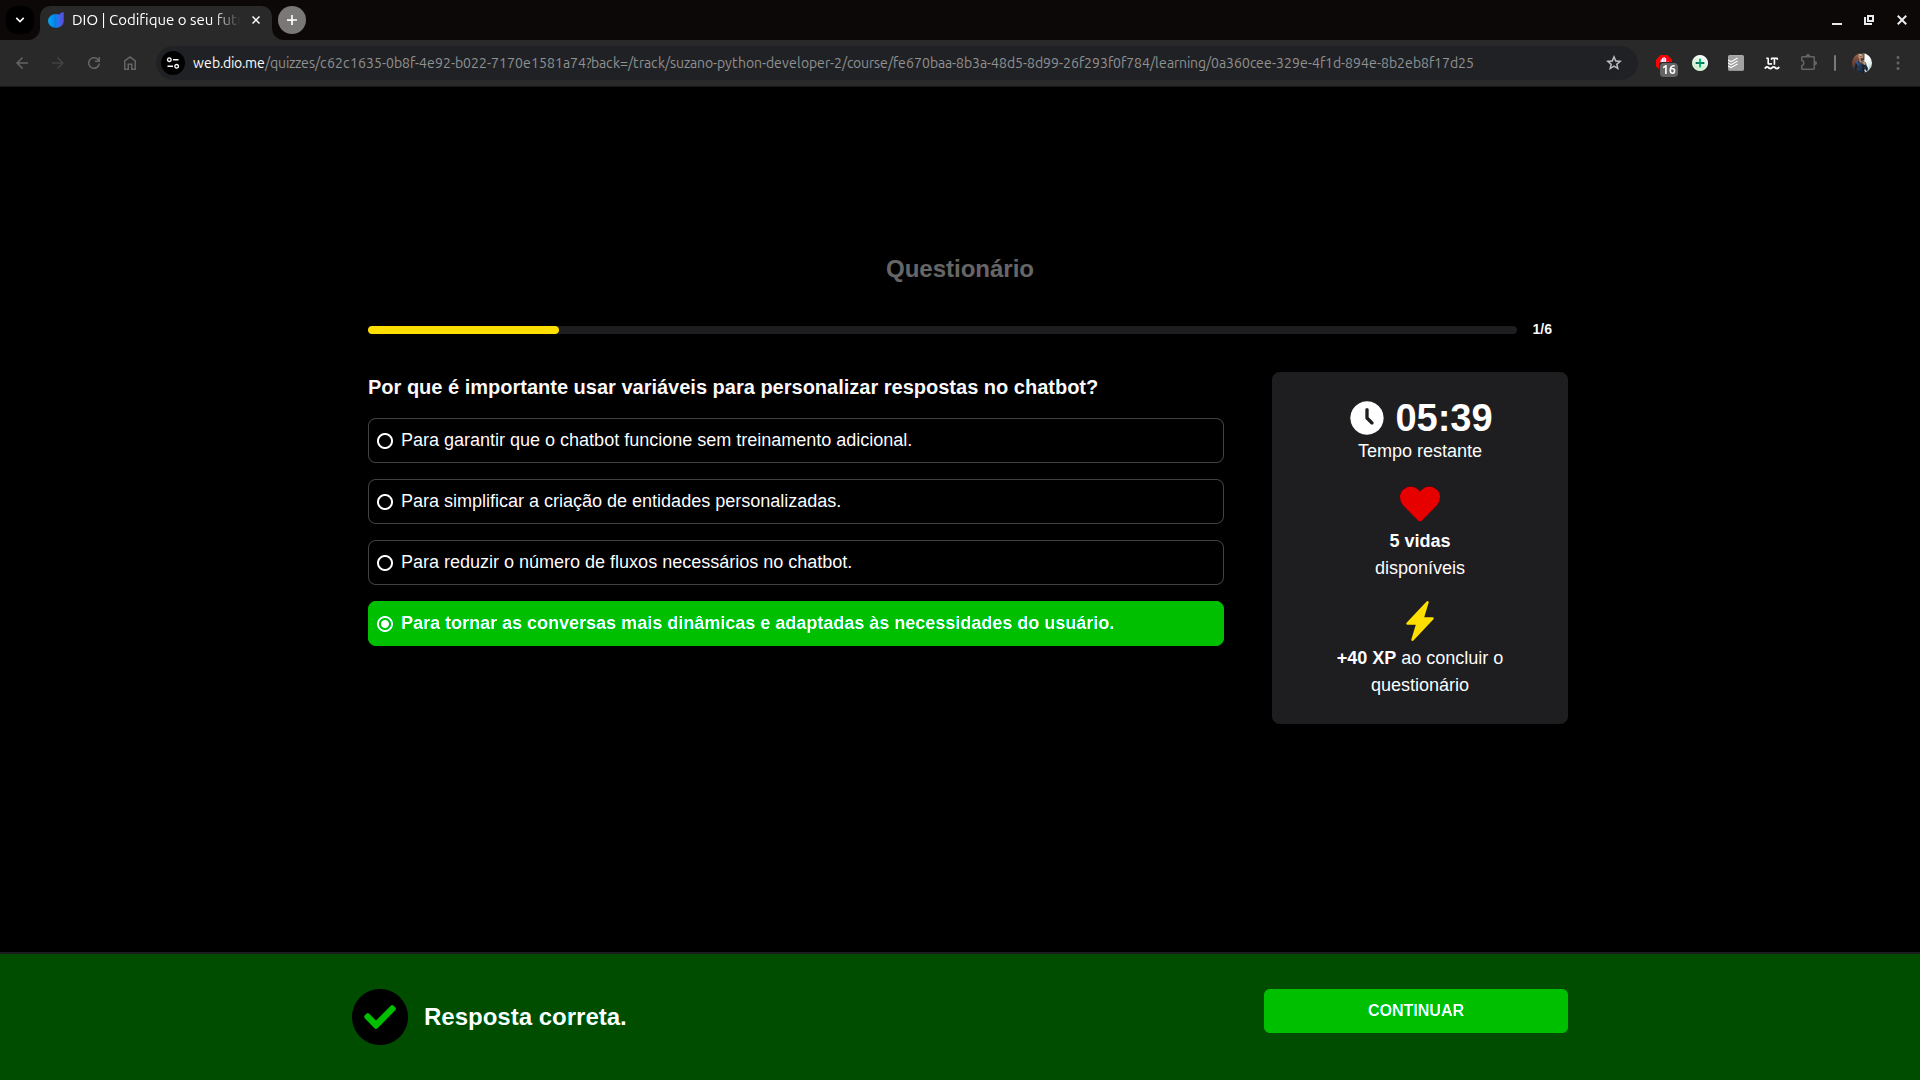 DIO | Codifique o seu fut
web.dio.me/quizzes/c62c1635-0b8f-4e92-b022-7170e1581a74?back=/track/suzano-python-developer-2/course/fe670baa-8b3a-48d5-8d99-26f293f0f784/learning/0a360cee-329e-4f1d-894e-8b2eb8f17d25
16
Questionário
1/6
Por que é importante usar variáveis para personalizar respostas no chatbot?
Para garantir que o chatbot funcione sem treinamento adicional.
Para simplificar a criação de entidades personalizadas.
Para reduzir o número de fluxos necessários no chatbot.
Para tornar as conversas mais dinâmicas e adaptadas às necessidades do usuário.
05:39
Tempo restante
5 vidas
disponíveis
+40 XP ao concluir o
questionário
Resposta correta.
CONTINUAR